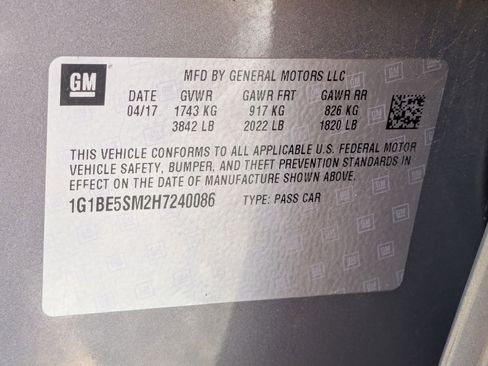 GM
MFD BY GENERAL MOTORS LLC
DATE GVWR GAWR FRT GAWR RR
04/17 1743 KG 917 KG 826 KG
3842 LB 2022 LB 1820 LB
THIS VEHICLE CONFORMS TO ALL APPLICABLE U.S. FEDERAL MOTOR
VEHICLE SAFETY, BUMPER, AND THEFT PREVENTION STANDARDS IN
EFFECT ON THE DATE OF MANUFACTURE SHOWN ABOVE.
1G1BE5SM2H7240086 TYPE: PASS CAR